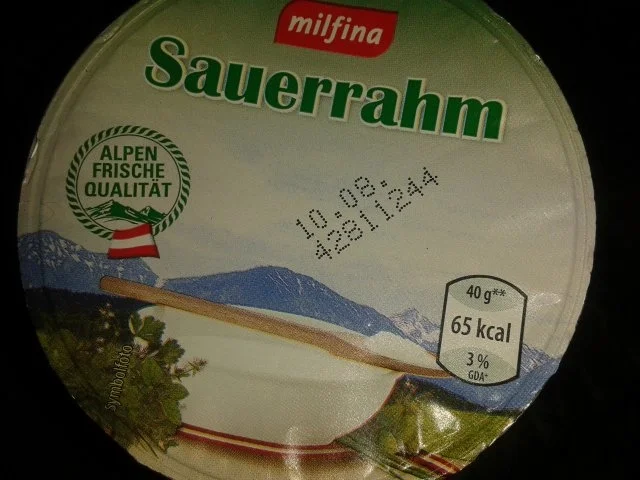 milfina
Sauerrahm
ALPEN
FRISCHE
QUALITÄT
10.08.
42811244
40 g**
65 kcal
3 %
GDA*
Symbolfoto